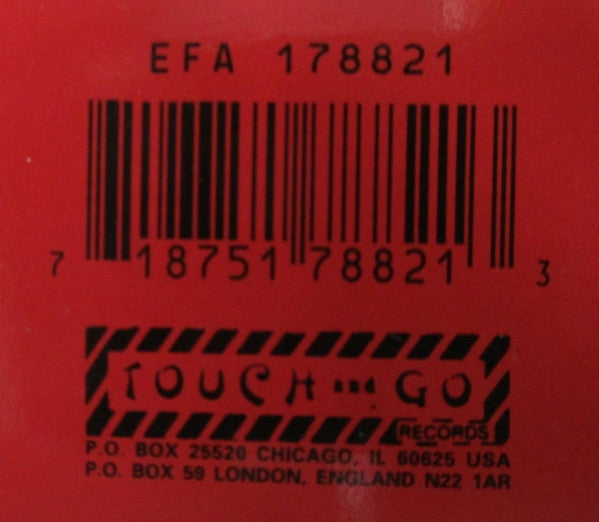 EFA 178821
7 18751 78821 3
TOUCH and GO
RECORDS
P.O. BOX 25520 CHICAGO, IL 60625 USA
P.O. BOX 59 LONDON, ENGLAND N22 1AR